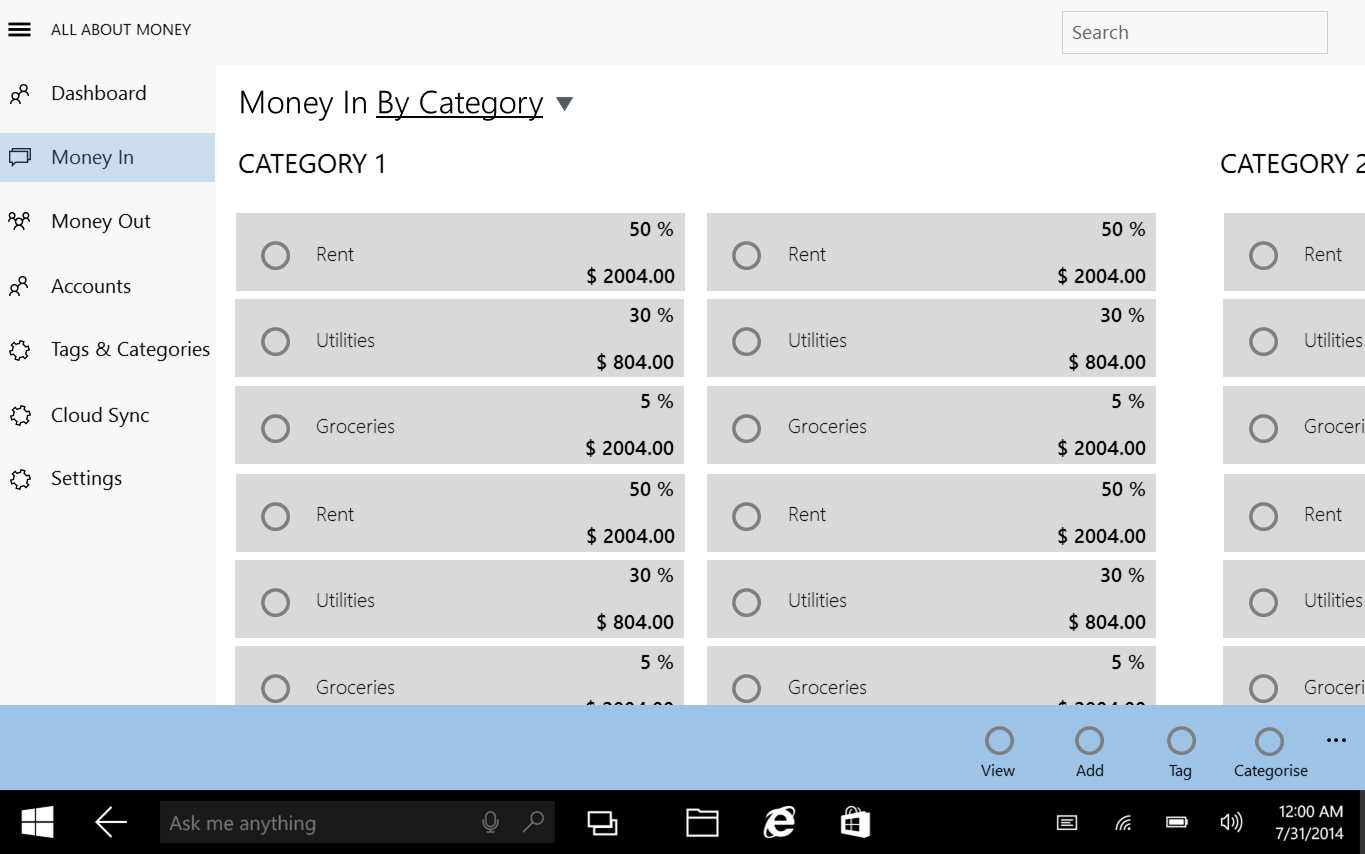 ALL ABOUT MONEY
Search
Dashboard
Money In
Money Out
Accounts
Tags & Categories
Cloud Sync
Settings
Money In By Category
CATEGORY 1
CATEGORY 2
50 %
Rent
$ 2004.00
30 %
Utilities
$ 804.00
5 %
Groceries
$ 2004.00
50 %
Rent
$ 2004.00
30 %
Utilities
$ 804.00
5 %
Groceries
$ 2004.00
50 %
Rent
$ 2004.00
30 %
Utilities
$ 804.00
5 %
Groceries
$ 2004.00
50 %
Rent
$ 2004.00
30 %
Utilities
$ 804.00
5 %
Groceries
$ 2004.00
Rent
Utilities
Groceri
Rent
Utilities
Groceri
View
Add
Tag
Categorise
Ask me anything
12:00 AM
7/31/2014